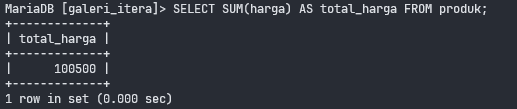 MariaDB [galeri_itera]> SELECT SUM(harga) AS total_harga FROM produk;
+-------------+
| total_harga |
+-------------+
|      100500 |
+-------------+
1 row in set (0.000 sec)